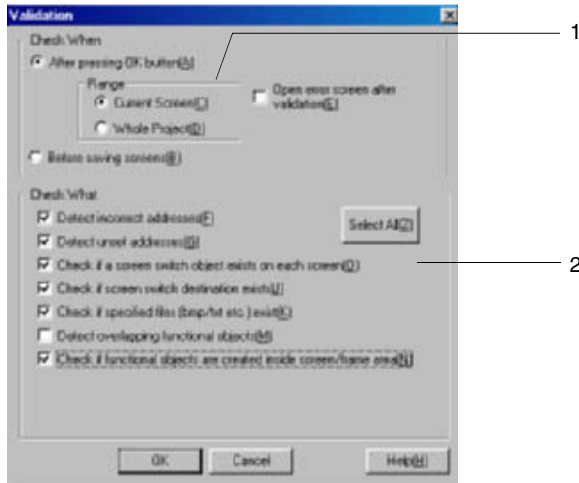 Validation
Check When
After pressing OK button[A]
Range
Current Screen[C]
Whole Project[D]
Open error screen after
validation[E]
Before saving screens[B]
Check What
Detect incorrect addresses[F]
Detect unset addresses[G]
Select All[Z]
Check if a screen switch object exists on each screen(O)
Check if screen switch destination exists[J]
Check if specified files (bmp/txt etc.) exist[K]
Detect overlapping functional objects[M]
Check if functional objects are created inside screen/frame area[N]
OK
Cancel
Help[H]
1
2